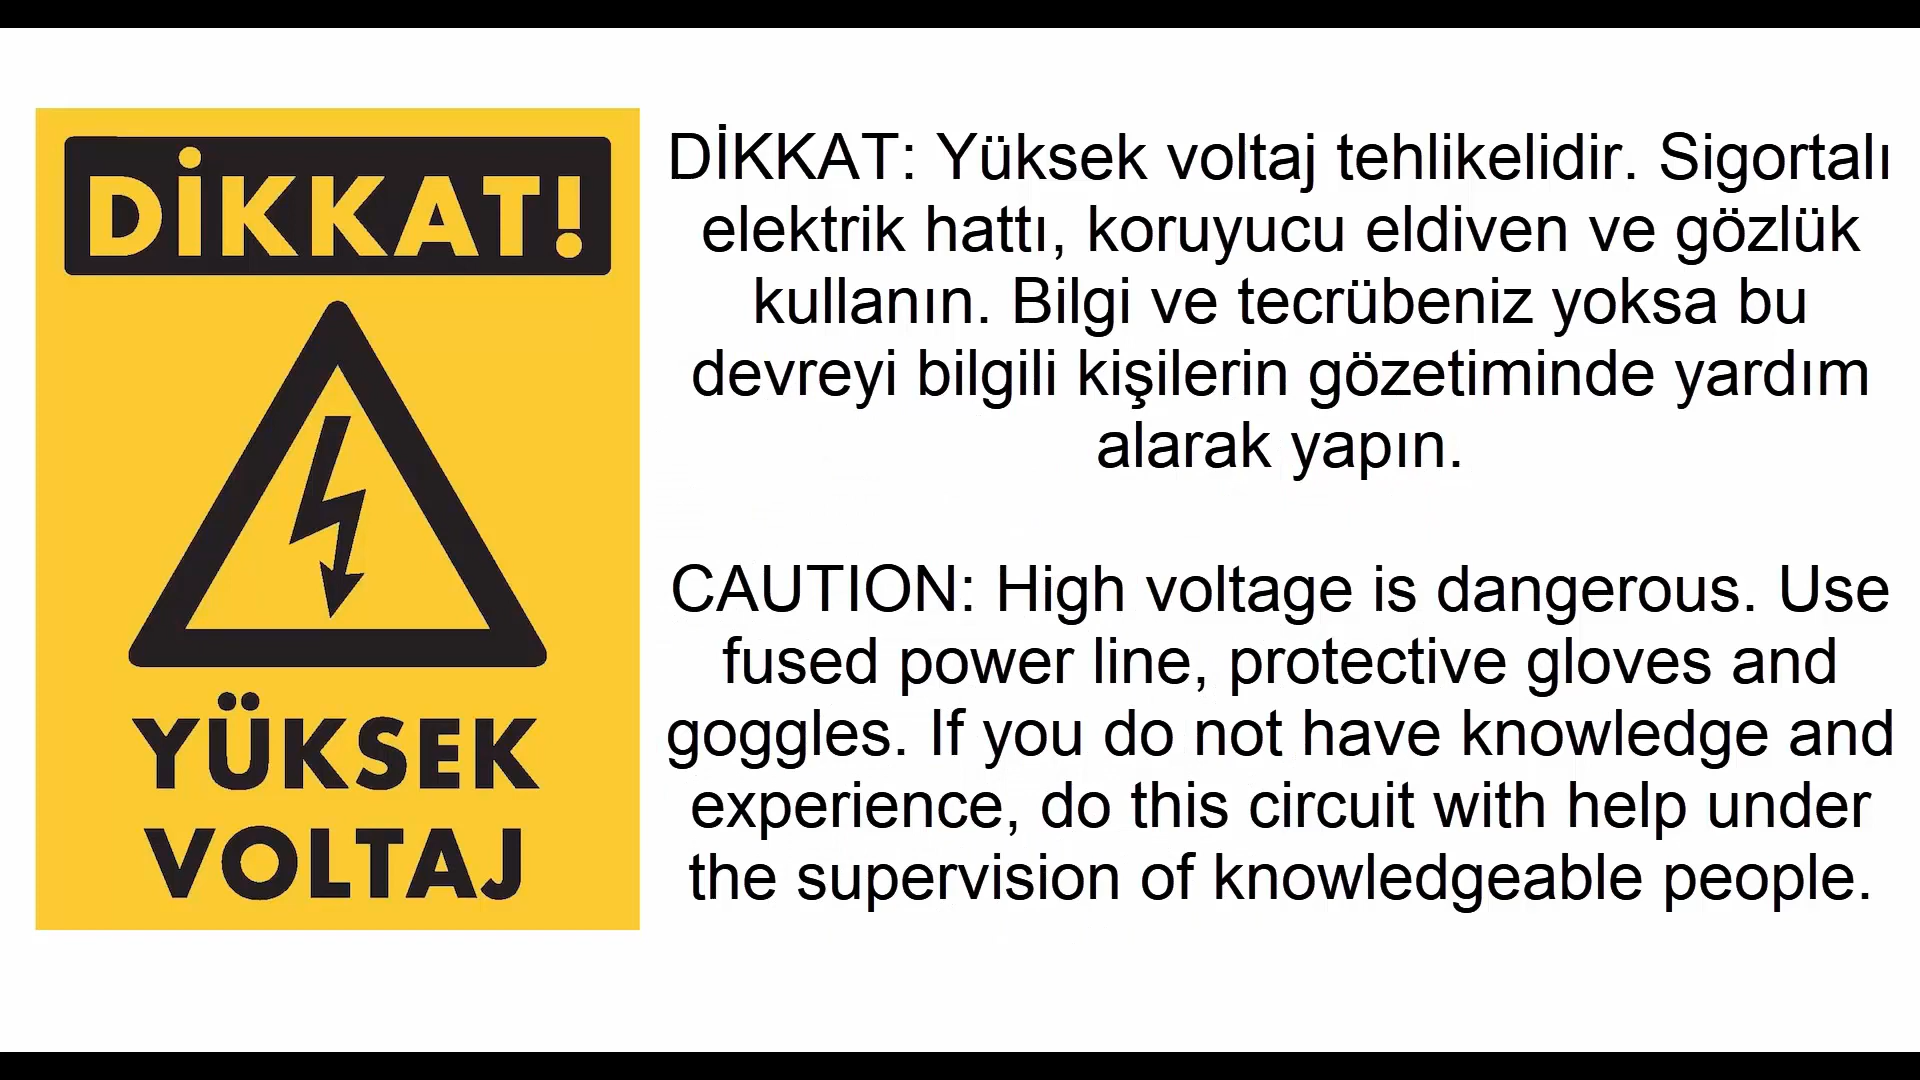 DİKKAT!
YÜKSEK
VOLTAJ
DİKKAT: Yüksek voltaj tehlikelidir. Sigortalı
elektrik hattı, koruyucu eldiven ve gözlük
kullanın. Bilgi ve tecrübeniz yoksa bu
devreyi bilgili kişilerin gözetiminde yardım
alarak yapın.
CAUTION: High voltage is dangerous. Use
fused power line, protective gloves and
goggles. If you do not have knowledge and
experience, do this circuit with help under
the supervision of knowledgeable people.